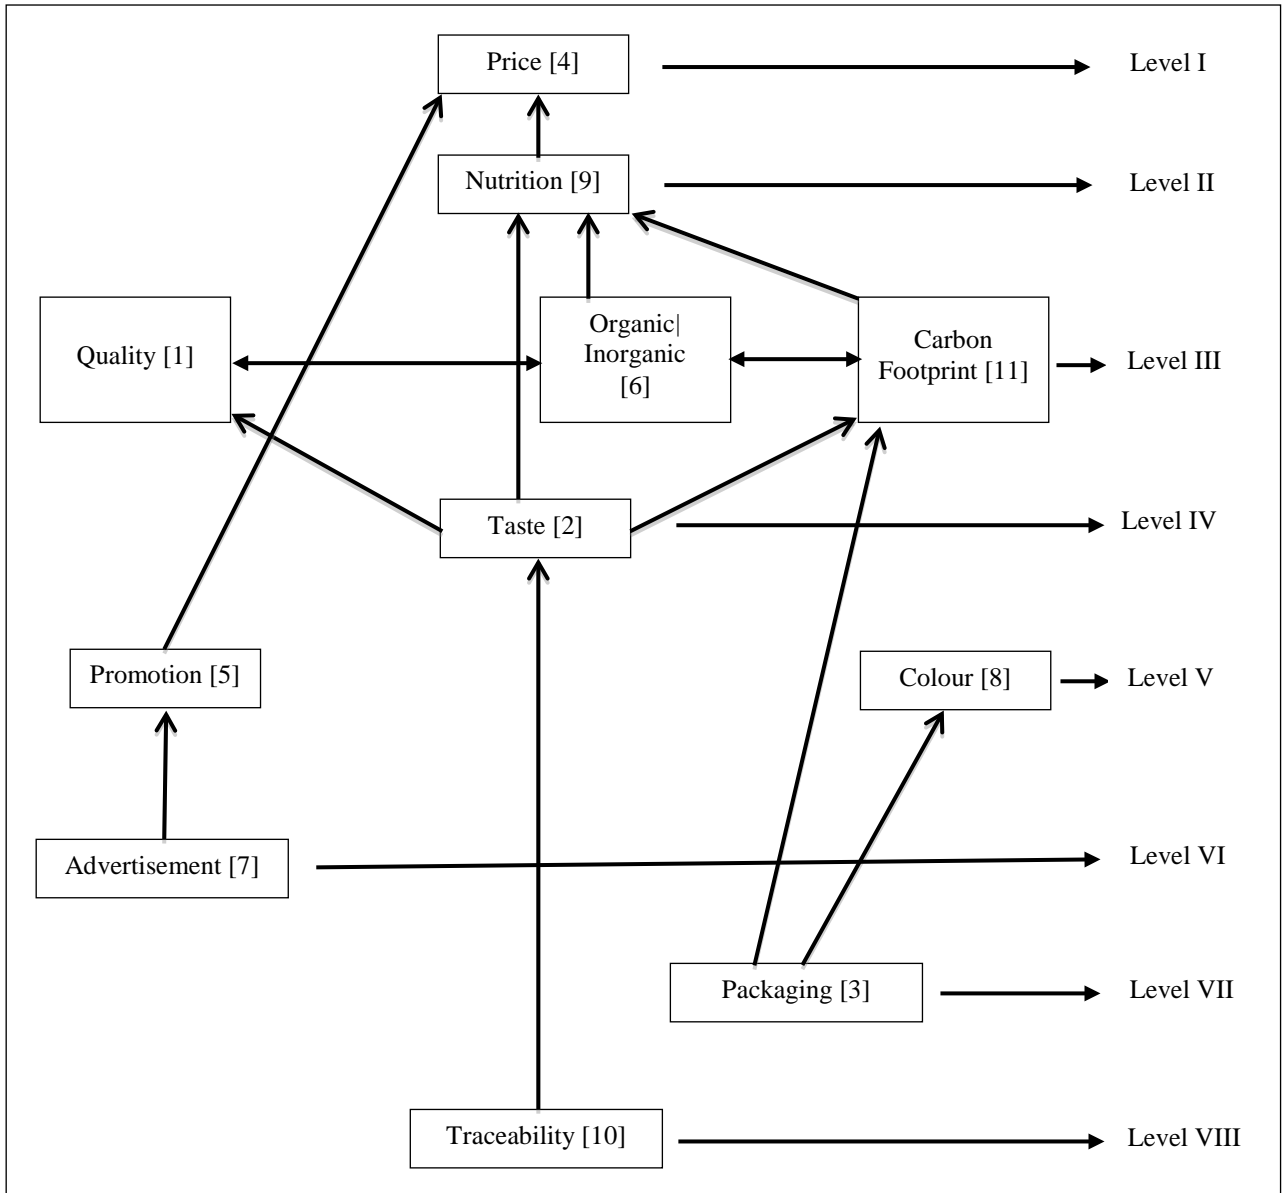 Price [4]
Level I
Nutrition [9]
Level II
Quality [1]
Organic|
Inorganic
[6]
Carbon
Footprint [11]
Level III
Taste [2]
Level IV
Promotion [5]
Colour [8]
Level V
Advertisement [7]
Level VI
Packaging [3]
Level VII
Traceability [10]
Level VIII